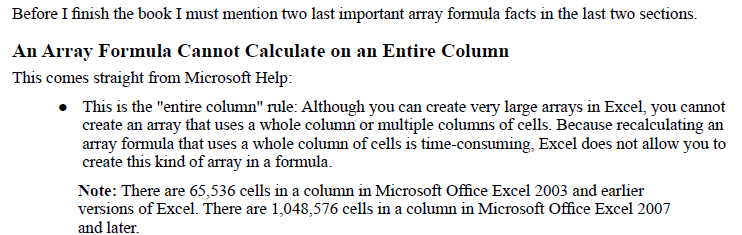 Before I finish the book I must mention two last important array formula facts in the last two sections.
An Array Formula Cannot Calculate on an Entire Column
This comes straight from Microsoft Help:
● This is the "entire column" rule: Although you can create very large arrays in Excel, you cannot
create an array that uses a whole column or multiple columns of cells. Because recalculating an
array formula that uses a whole column of cells is time-consuming, Excel does not allow you to
create this kind of array in a formula.
Note: There are 65,536 cells in a column in Microsoft Office Excel 2003 and earlier
versions of Excel. There are 1,048,576 cells in a column in Microsoft Office Excel 2007
and later.